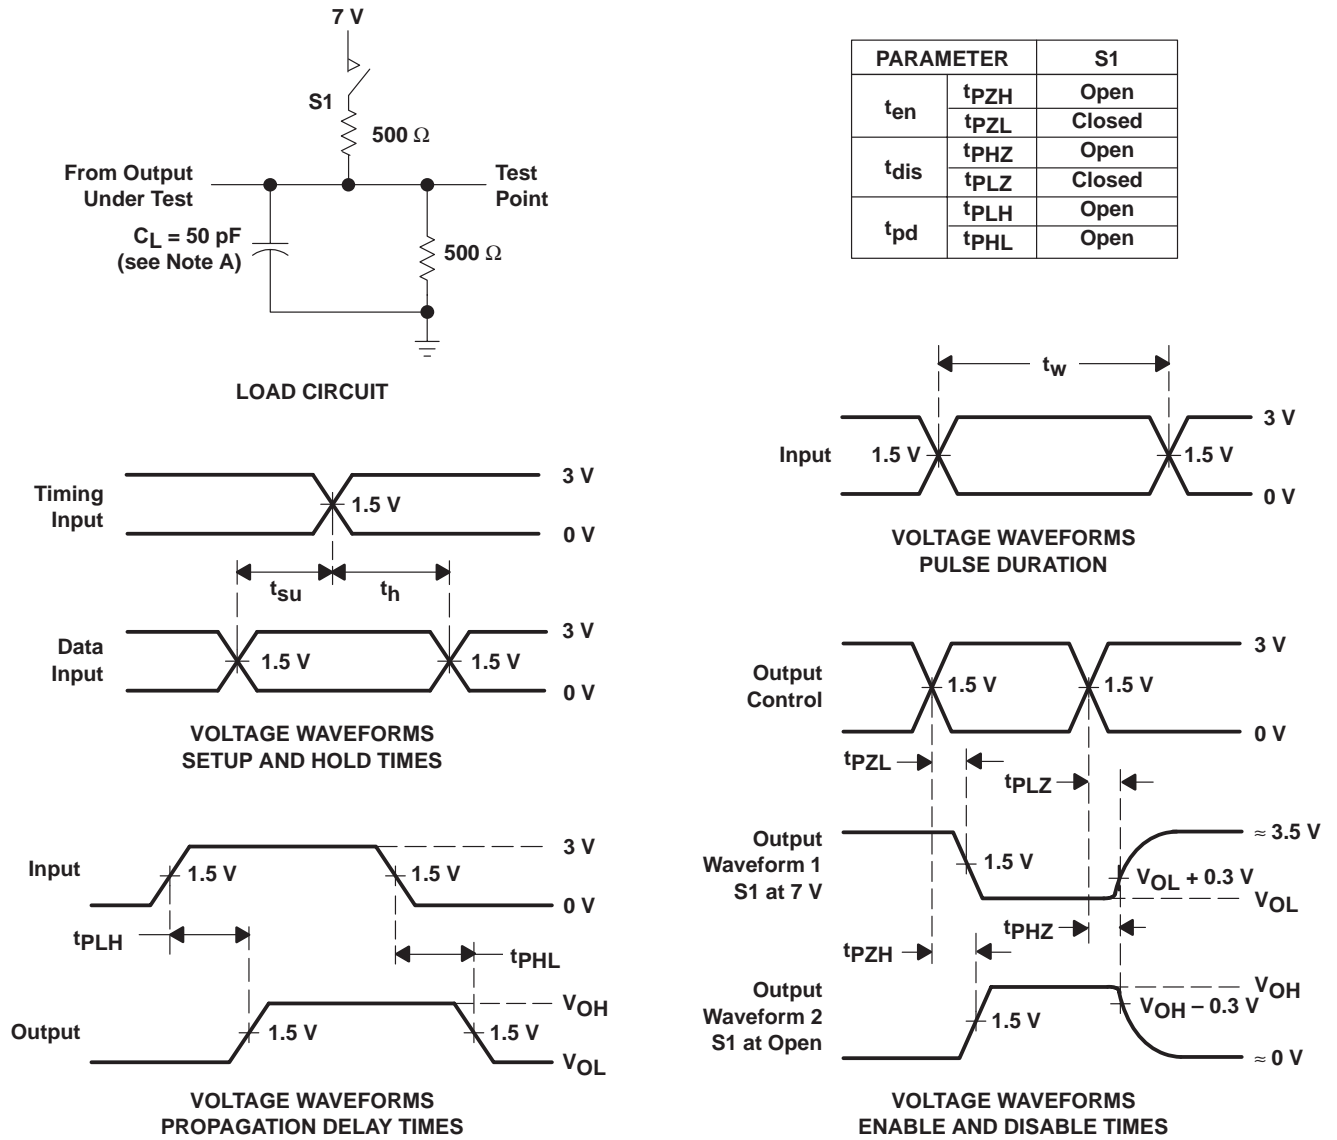 7 V
S1
500 Ω
From Output
Under Test
Test
Point
CL = 50 pF
(see Note A)
500 Ω
LOAD CIRCUIT
PARAMETER S1
ten tPZH Open
tPZL Closed
tdis tPHZ Open
tPLZ Closed
tpd tPLH Open
tPHL Open
tw
Input 1.5 V 1.5 V
3 V
0 V
VOLTAGE WAVEFORMS
PULSE DURATION
Timing
Input
1.5 V
3 V
0 V
tsu th
Data
Input
1.5 V 1.5 V
3 V
0 V
VOLTAGE WAVEFORMS
SETUP AND HOLD TIMES
Input
1.5 V 1.5 V
3 V
0 V
tPLH
tPHL
Output
1.5 V 1.5 V
VOH
VOL
VOLTAGE WAVEFORMS
PROPAGATION DELAY TIMES
Output
Control
1.5 V 1.5 V
3 V
0 V
tPZL
tPLZ
Output
Waveform 1
S1 at 7 V
1.5 V
≈ 3.5 V
VOL + 0.3 V
VOL
tPZH
tPHZ
Output
Waveform 2
S1 at Open
1.5 V
VOH
VOH – 0.3 V
≈ 0 V
VOLTAGE WAVEFORMS
ENABLE AND DISABLE TIMES